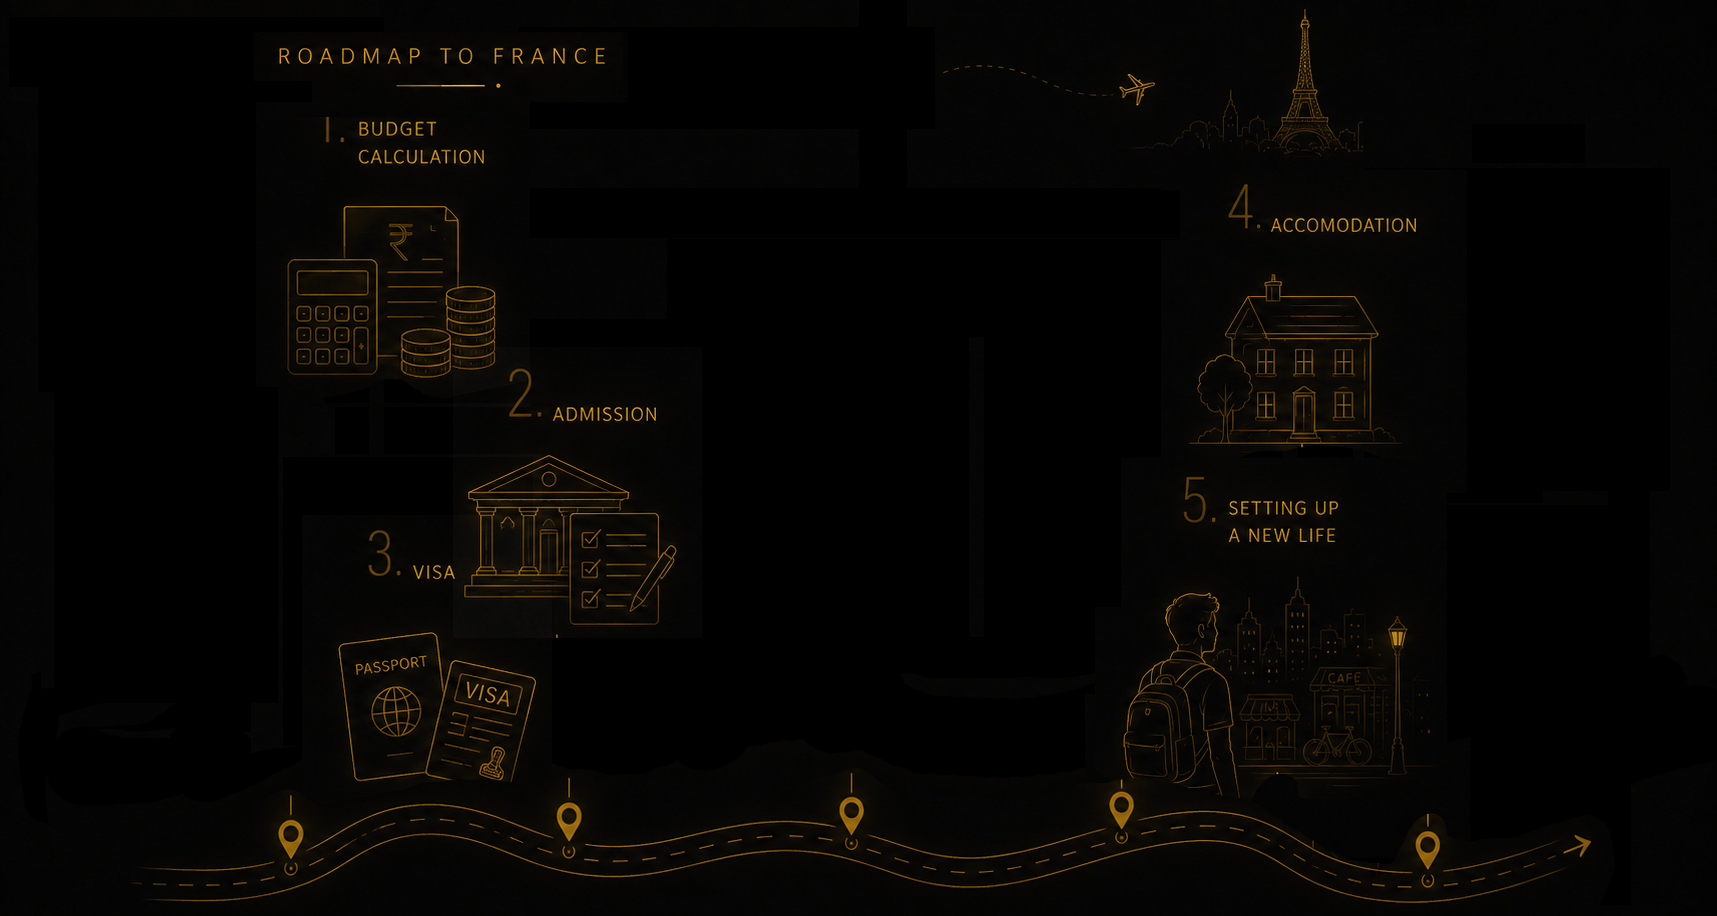 ROADMAP TO FRANCE
1. BUDGET
CALCULATION
₹
2. ADMISSION
3. VISA
PASSPORT
VISA
4. ACCOMODATION
5. SETTING UP
A NEW LIFE
CAFE